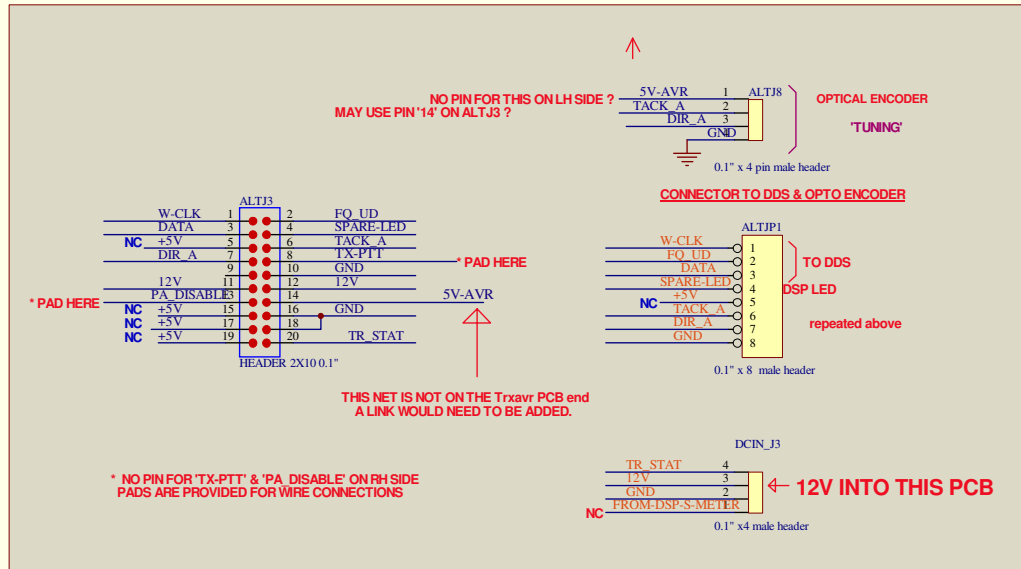 NO PIN FOR THIS ON LH SIDE ?
MAY USE PIN '14' ON ALTJ3 ?
5V-AVR 1 ALTJ8
TACK_A 2
DIR_A 3
GND 4
OPTICAL ENCODER
'TUNING'
0.1" x 4 pin male header
CONNECTOR TO DDS & OPTO ENCODER
ALTJ3
W-CLK 1 2 FQ_UD
DATA 3 4 SPARE-LED
NC +5V 5 6 TACK_A
DIR_A 7 8 TX-PTT * PAD HERE
9 10 GND
12V 11 12 12V
* PAD HERE PA_DISABLE 13 14 5V-AVR
NC +5V 15 16 GND
NC +5V 17 18
NC +5V 19 20 TR_STAT
HEADER 2X10 0.1"
ALTJP1
W-CLK 1
FQ_UD 2
DATA 3
TO DDS
SPARE-LED 4 DSP LED
NC +5V 5
TACK_A 6
DIR_A 7
GND 8
repeated above
0.1" x 8 male header
THIS NET IS NOT ON THE Trxavr PCB end
A LINK WOULD NEED TO BE ADDED.
* NO PIN FOR 'TX-PTT' & 'PA_DISABLE' ON RH SIDE
PADS ARE PROVIDED FOR WIRE CONNECTIONS
DCIN_J3
TR_STAT 4
12V 3
GND 2
NC FROM-DSP-S-METER 1
12V INTO THIS PCB
0.1" x4 male header